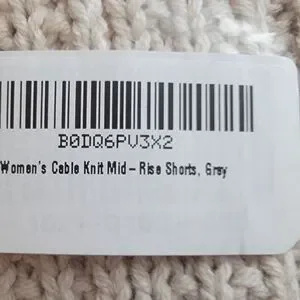 B0DQ6PV3X2
Women's Cable Knit Mid – Rise Shorts, Grey